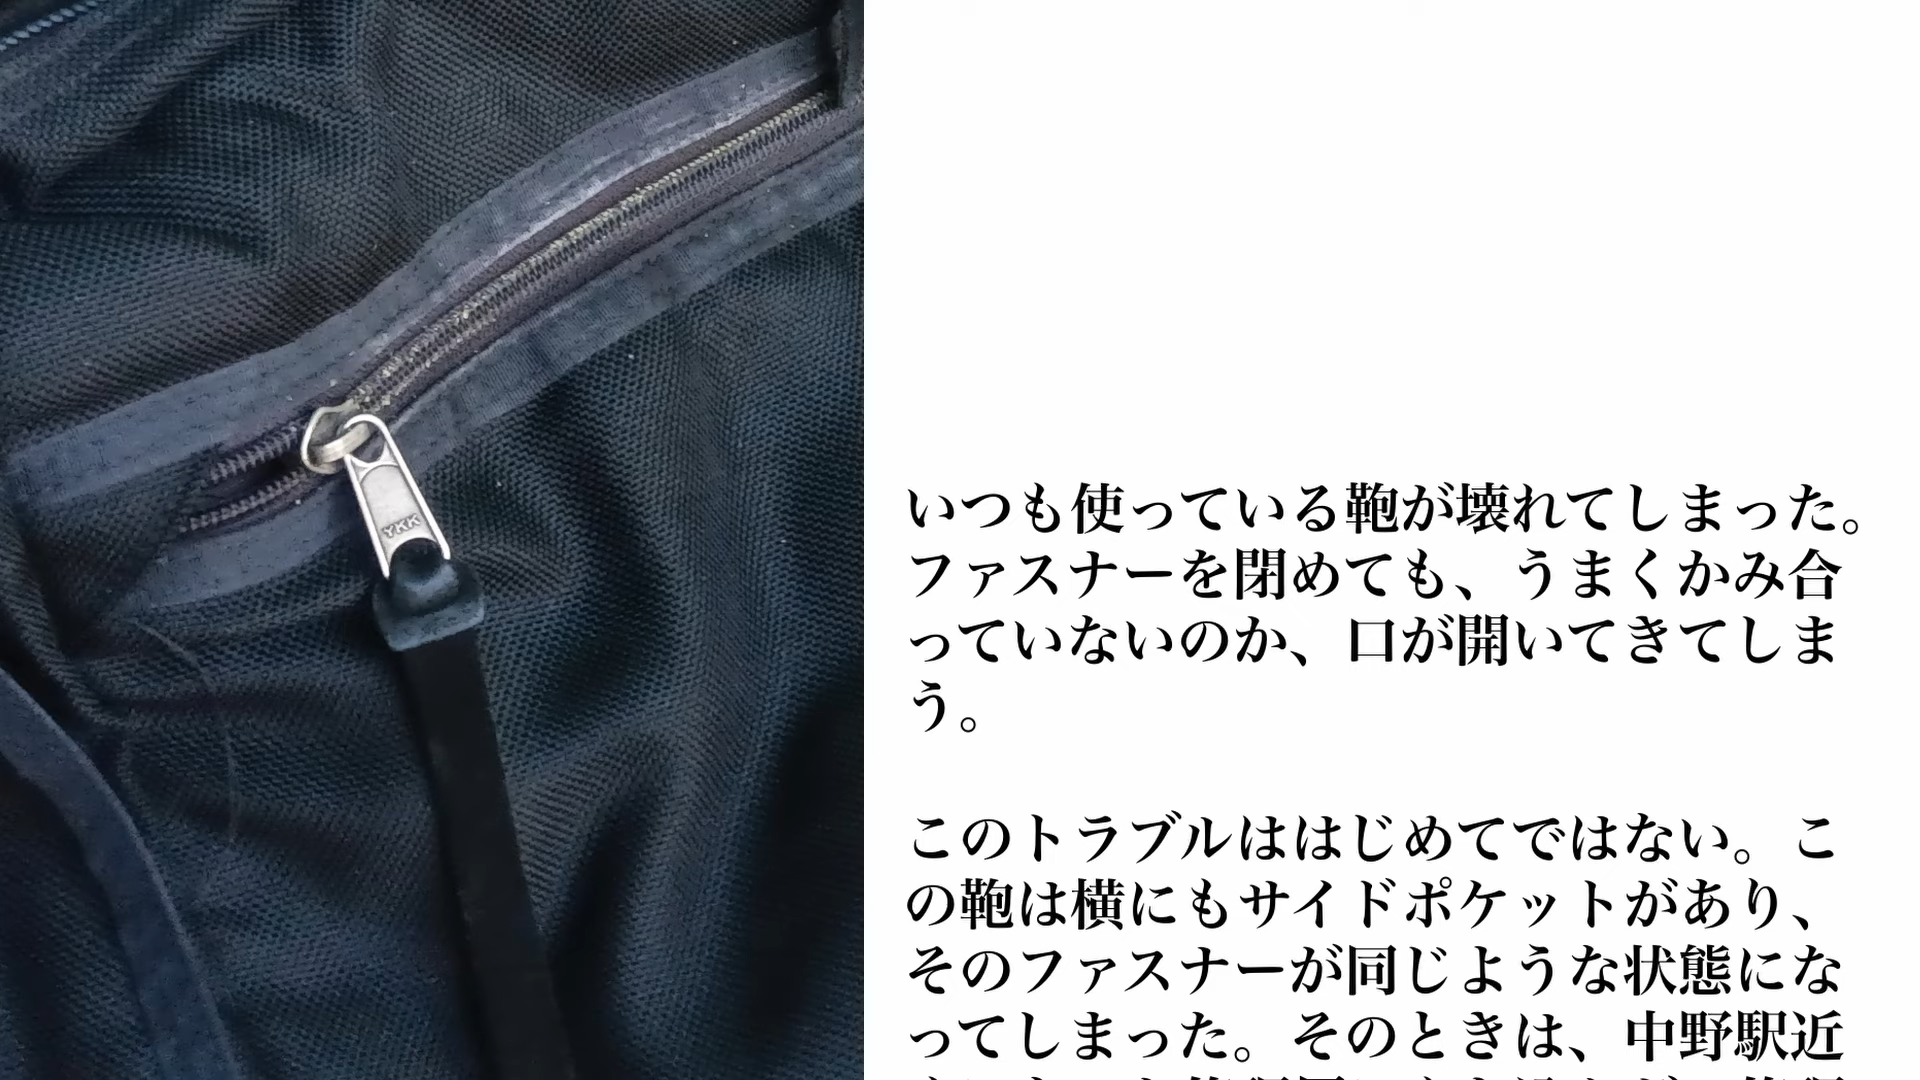 YKK
いつも使っている鞄が壊れてしまった。
ファスナーを閉めても、うまくかみ合
っていないのか、口が開いてきてしま
う。
このトラブルははじめてではない。こ
の鞄は横にもサイドポケットがあり、
そのファスナーが同じような状態にな
ってしまった。そのときは、中野駅近